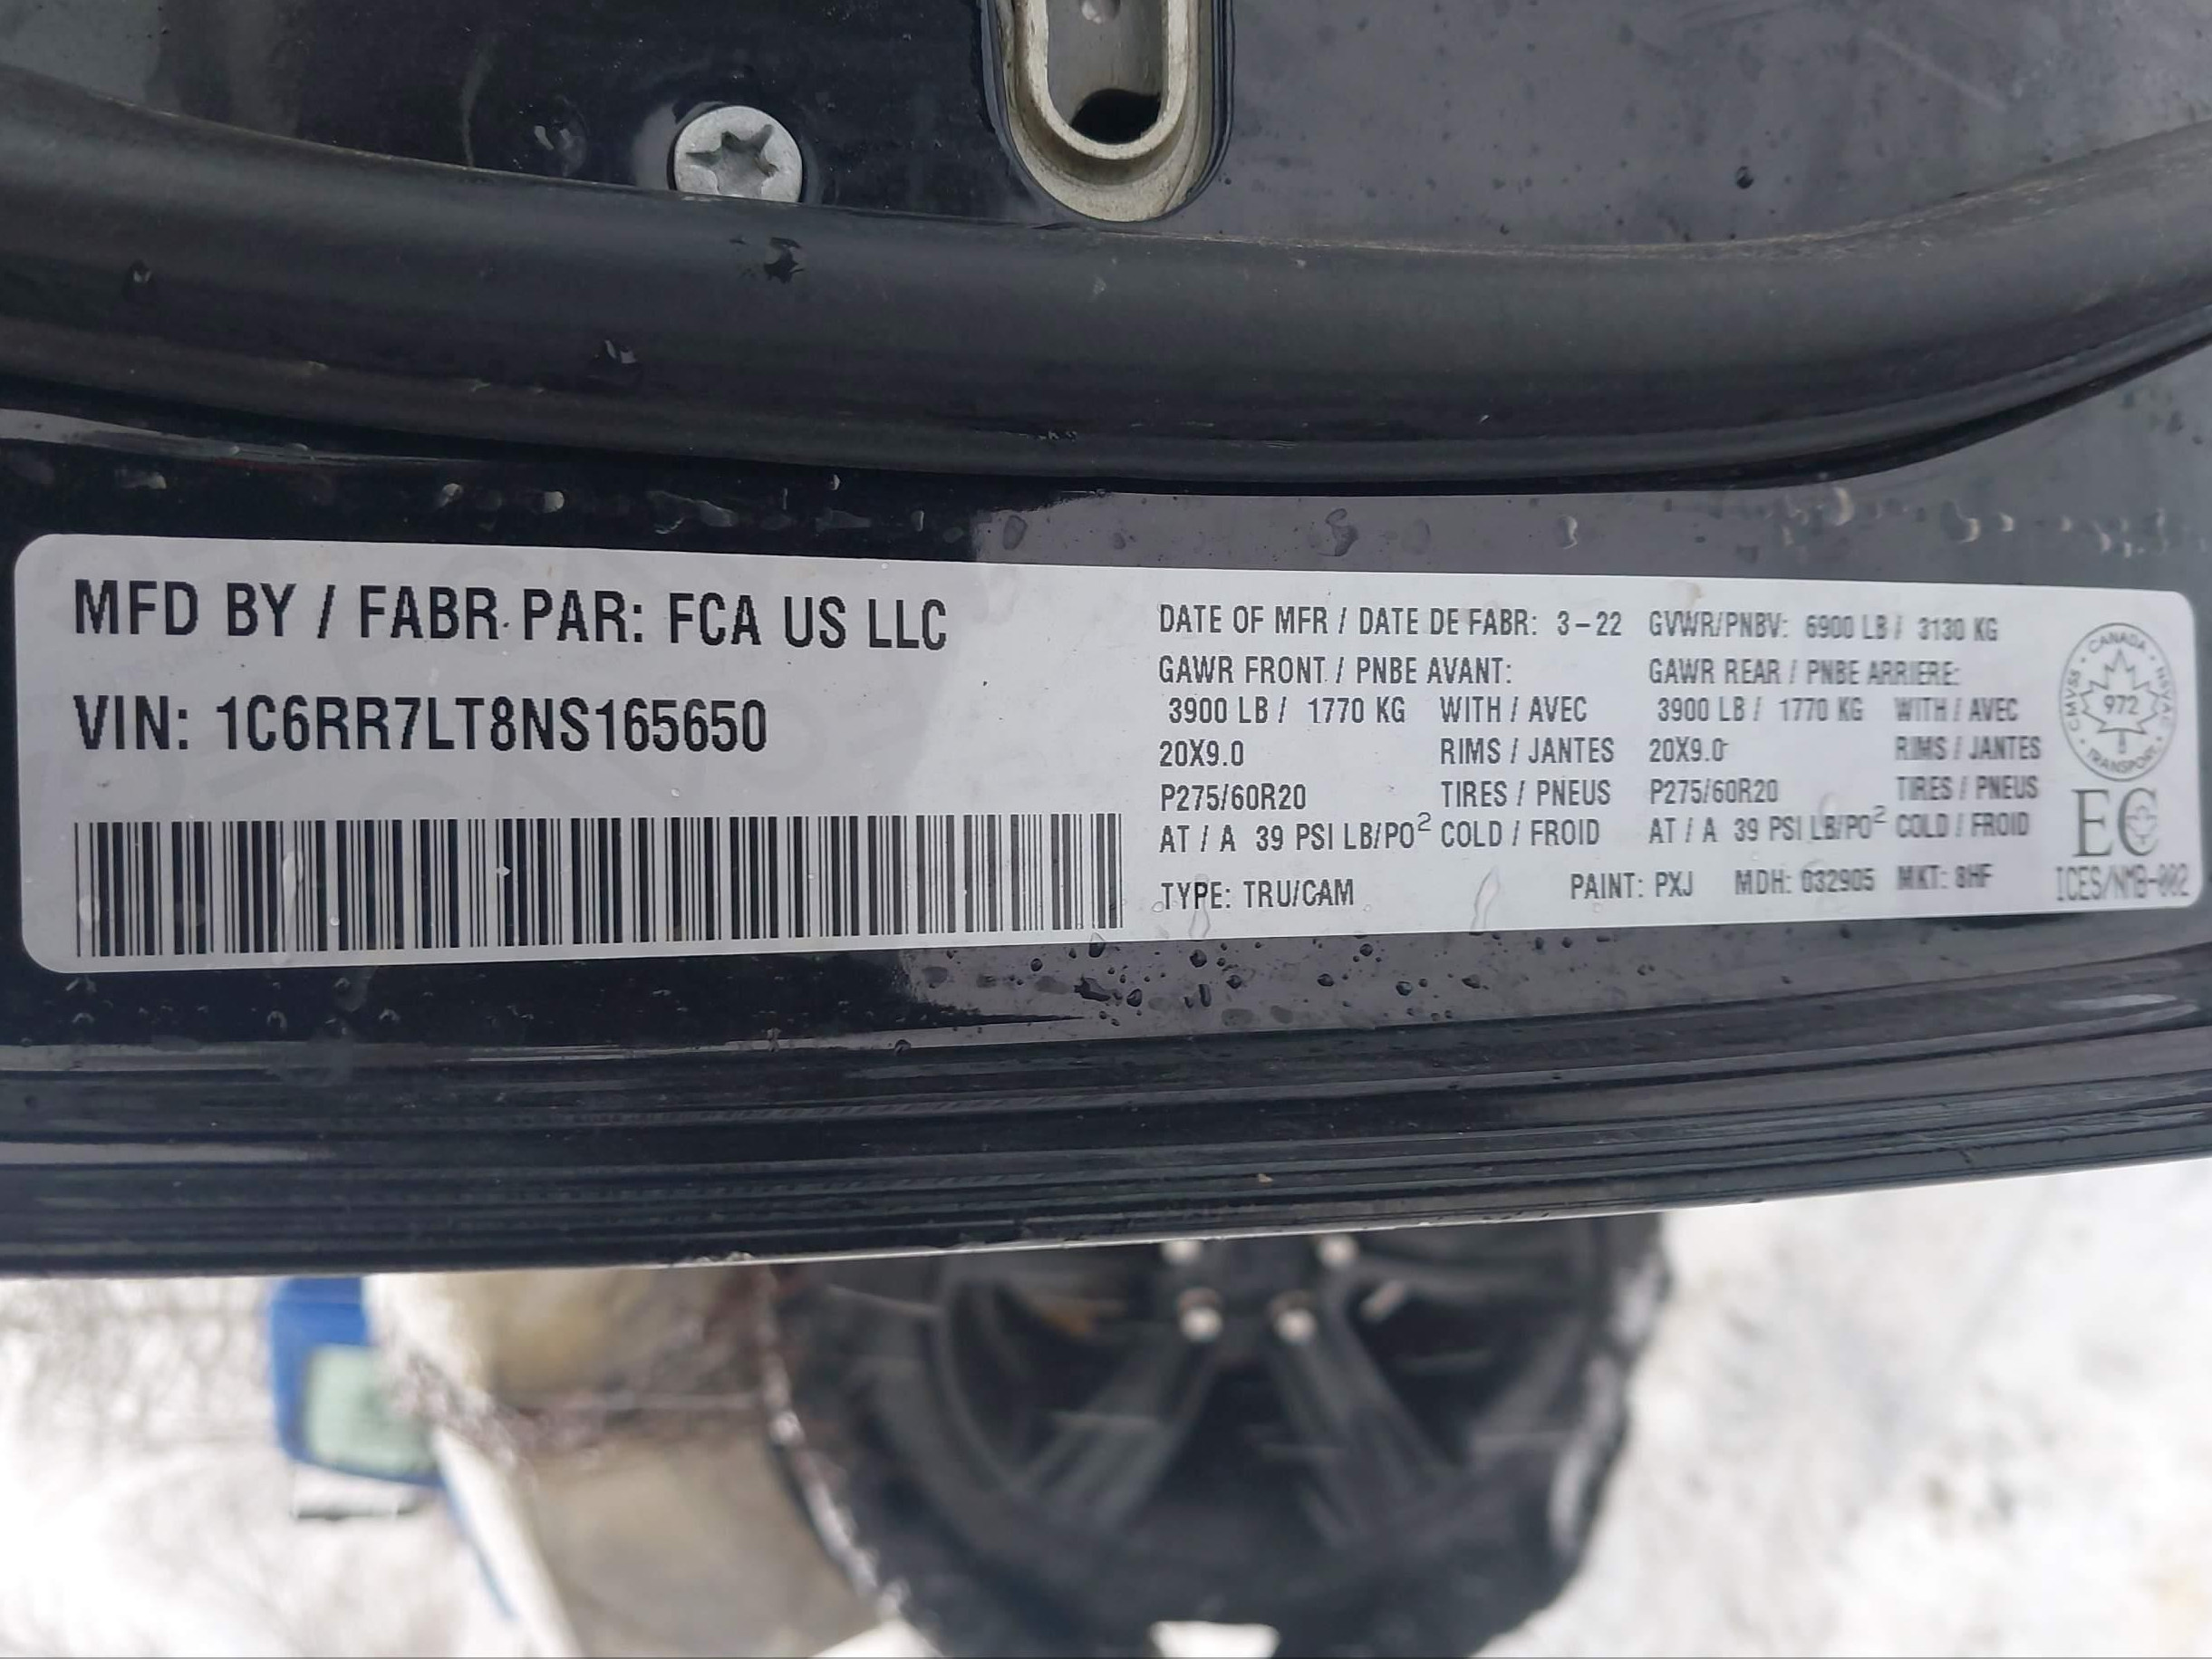 MFD BY / FABR. PAR: FCA US LLC
VIN: 1C6RR7LT8NS165650
DATE OF MFR / DATE DE FABR: 3-22 GVWR/PNBV: 6900 LB / 3130 KG
GAWR FRONT / PNBE AVANT: GAWR REAR / PNBE ARRIERE:
3900 LB / 1770 KG WITH / AVEC 3900 LB / 1770 KG WITH / AVEC
20X9.0 RIMS / JANTES 20X9.0 RIMS / JANTES
P275/60R20 TIRES / PNEUS P275/60R20 TIRES / PNEUS
AT / A 39 PSI LB/PO² COLD / FROID AT / A 39 PSI LB/PO² COLD / FROID
TYPE: TRU/CAM PAINT: PXJ MDH: 032905 MKT: 8HF
CANADA NSVAC TRANSPORT CMVSS
972
EC
ICES/NMB-002